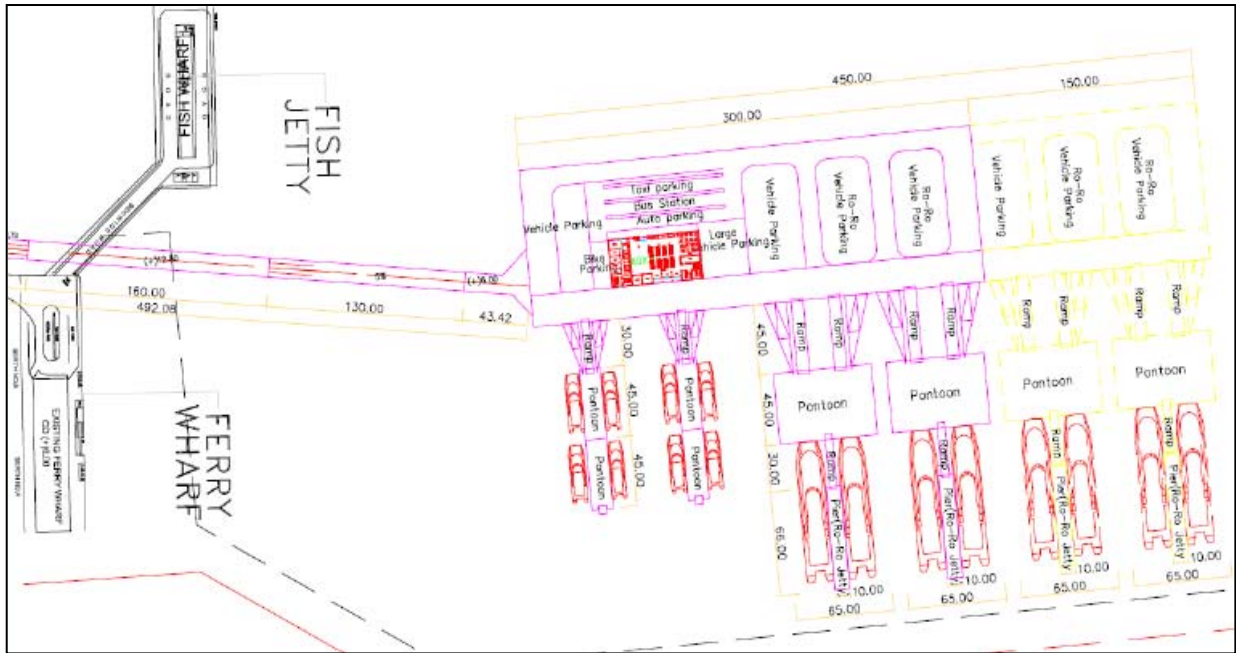 FISH WHARF
FISH
JETTY
450.00
300.00
150.00
Taxi parking
Bus Station
Auto parking
Vehicle Parking
Large
Vehicle Parking
Bike
Parking
Vehicle Parking
Ro-Ro
Vehicle Parking
Ro-Ro
Vehicle Parking
Vehicle Parking
Ro-Ro
Vehicle Parking
Ro-Ro
Vehicle Parking
160.00
492.08
130.00
43.42
Ramp
30.00
Ramp
45.00
Ramp
Ramp
Ramp
Ramp
Ramp
Ramp
Ramp
Ramp
Pontoon
45.00
Pontoon
45.00
Pontoon
Pontoon
45.00
Pontoon
Pontoon
Pontoon
Pontoon
30.00
66.00
Ramp
Pier(Ro-Ro Jetty
Ramp
Pier(Ro-Ro Jetty
Ramp
Pier(Ro-Ro Jetty
Ramp
Pier(Ro-Ro Jetty
10.00
65.00
10.00
65.00
10.00
65.00
10.00
65.00
EXISTING FERRY WHARF
FERRY
WHARF